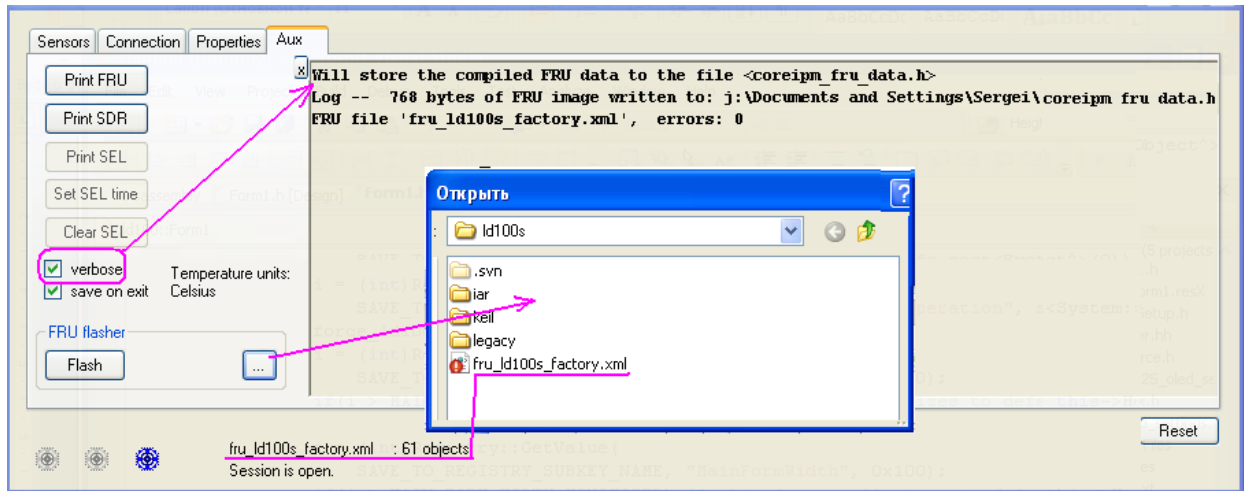 Sensors Connection Properties Aux
Print FRU
Print SDR
Print SEL
Set SEL time
Clear SEL
verbose
save on exit
Temperature units:
Celsius
FRU flasher
Flash
...
x
Will store the compiled FRU data to the file <coreipm_fru_data.h>
Log -- 768 bytes of FRU image written to: j:\Documents and Settings\Sergei\coreipm fru data.h
FRU file 'fru_ld100s_factory.xml', errors: 0
Открыть
?
: ld100s
.svn
iar
keil
legacy
fru_ld100s_factory.xml
fru_ld100s_factory.xml : 61 objects
Session is open.
Reset
SAVE_TO_REGISTRY_SUBKEY_NAME, "MainFormWidth", 0x100);